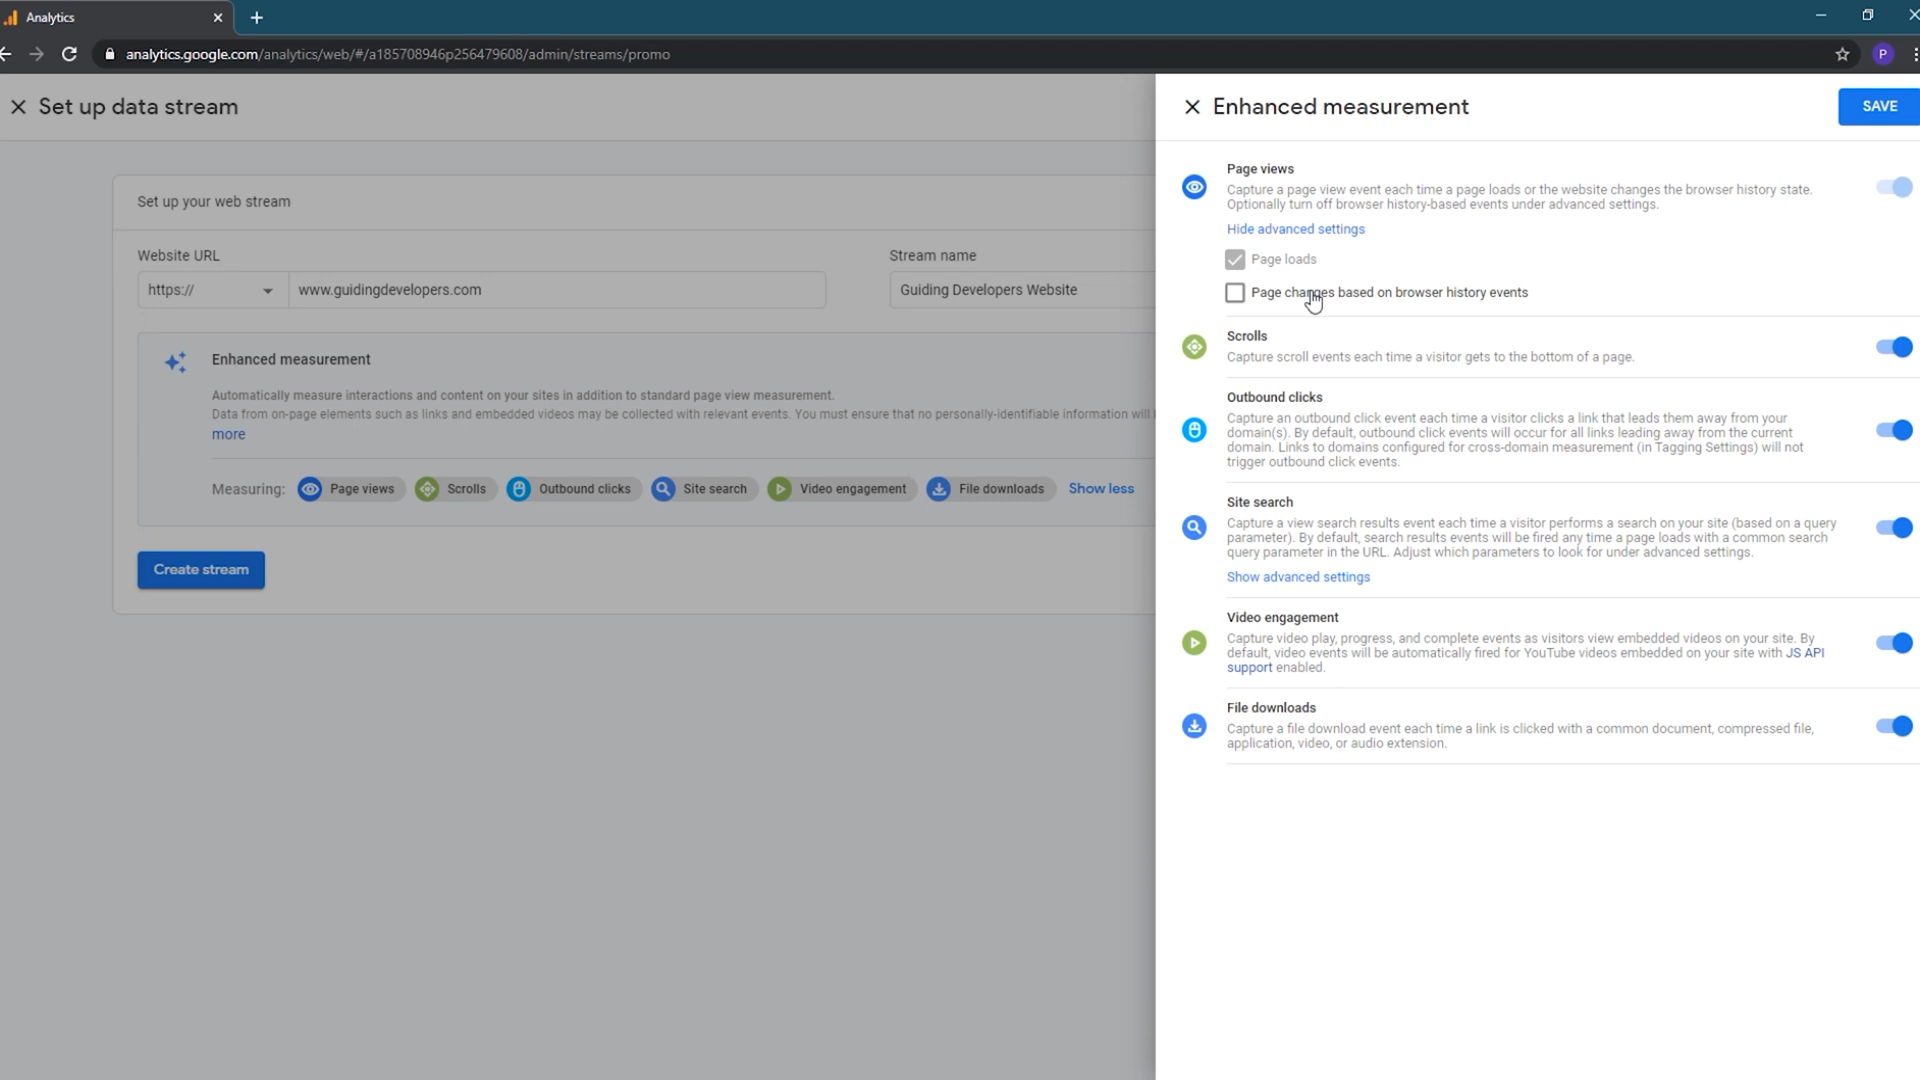 Analytics
analytics.google.com/analytics/web/#/a185708946p256479608/admin/streams/promo
P
Set up data stream
Set up your web stream
Website URL
https://
www.guidingdevelopers.com
Stream name
Guiding Developers Website
Enhanced measurement
Automatically measure interactions and content on your sites in addition to standard page view measurement.
Data from on-page elements such as links and embedded videos may be collected with relevant events. You must ensure that no personally-identifiable information will
more
Measuring: Page views Scrolls Outbound clicks Site search Video engagement File downloads Show less
Create stream
Enhanced measurement
SAVE
Page views
Capture a page view event each time a page loads or the website changes the browser history state.
Optionally turn off browser history-based events under advanced settings.
Hide advanced settings
Page loads
Page changes based on browser history events
Scrolls
Capture scroll events each time a visitor gets to the bottom of a page.
Outbound clicks
Capture an outbound click event each time a visitor clicks a link that leads them away from your
domain(s). By default, outbound click events will occur for all links leading away from the current
domain. Links to domains configured for cross-domain measurement (in Tagging Settings) will not
trigger outbound click events.
Site search
Capture a view search results event each time a visitor performs a search on your site (based on a query
parameter). By default, search results events will be fired any time a page loads with a common search
query parameter in the URL. Adjust which parameters to look for under advanced settings.
Show advanced settings
Video engagement
Capture video play, progress, and complete events as visitors view embedded videos on your site. By
default, video events will be automatically fired for YouTube videos embedded on your site with JS API
support enabled.
File downloads
Capture a file download event each time a link is clicked with a common document, compressed file,
application, video, or audio extension.